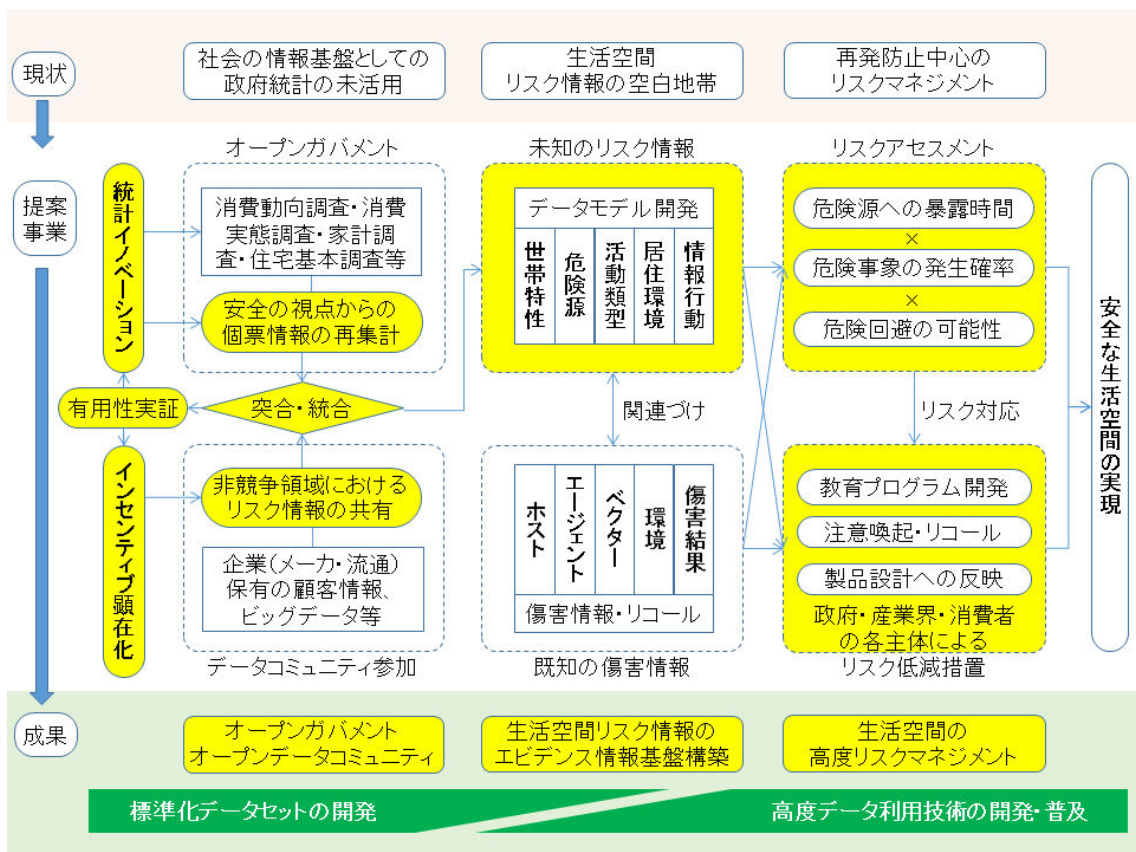 現状
社会の情報基盤としての
政府統計の未活用
生活空間
リスク情報の空白地帯
再発防止中心の
リスクマネジメント
提案
事業
統計イノベーション
有用性実証
インセンティブ顕在化
オープンガバメント
消費動向調査・消費
実態調査・家計調
査・住宅基本調査等
安全の視点からの
個票情報の再集計
突合・統合
非競争領域における
リスク情報の共有
企業(メーカ・流通)
保有の顧客情報、
ビッグデータ等
データコミュニティ参加
未知のリスク情報
データモデル開発
世帯特性
危険源
活動類型
居住環境
情報行動
関連づけ
ホスト
エージェント
ベクター
環境
傷害結果
傷害情報・リコール
既知の傷害情報
リスクアセスメント
危険源への暴露時間
×
危険事象の発生確率
×
危険回避の可能性
リスク対応
教育プログラム開発
注意喚起・リコール
製品設計への反映
政府・産業界・消費者
の各主体による
リスク低減措置
安全な生活空間の実現
成果
オープンガバメント
オープンデータコミュニティ
生活空間リスク情報の
エビデンス情報基盤構築
生活空間の
高度リスクマネジメント
標準化データセットの開発
高度データ利用技術の開発・普及